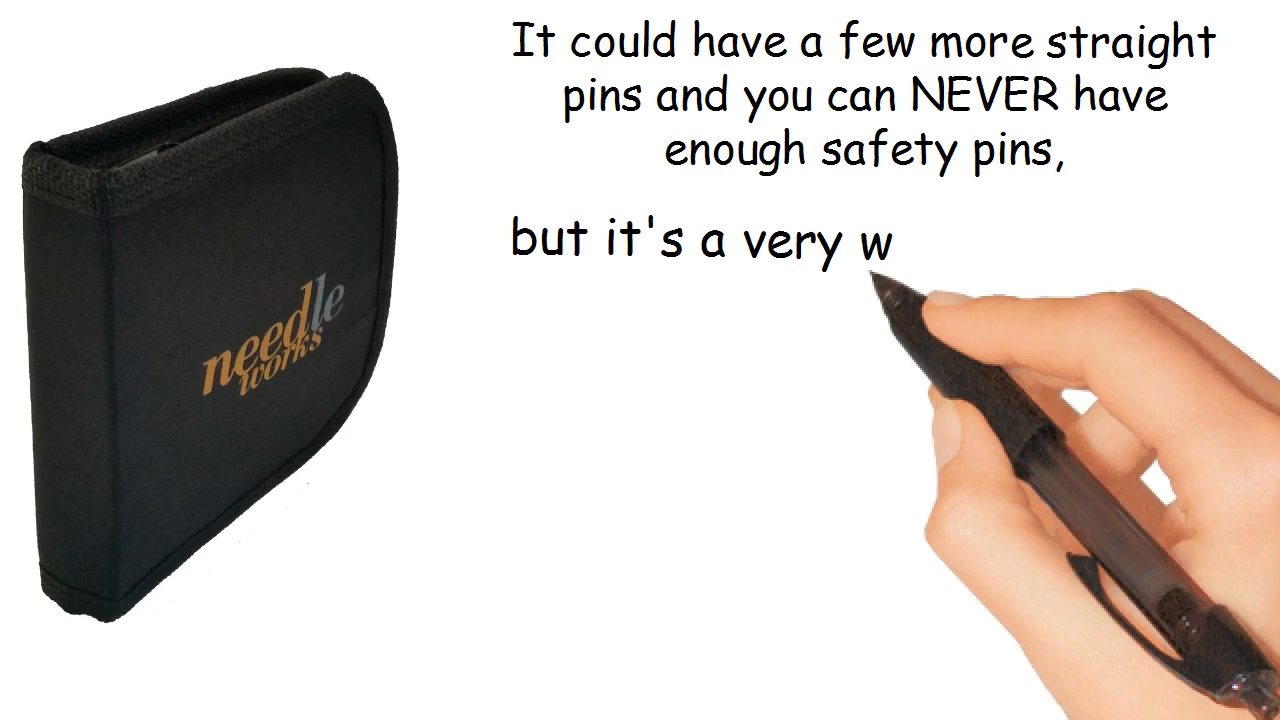 It could have a few more straight
pins and you can NEVER have
enough safety pins,
but it's a very w
needle
works